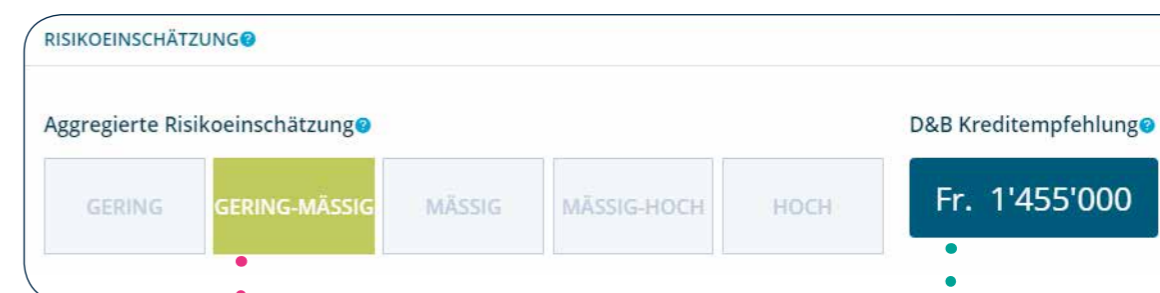 RISIKOEINSCHÄTZUNG
Aggregierte Risikoeinschätzung
D&B Kreditempfehlung
GERING
GERING-MÄSSIG
MÄSSIG
MÄSSIG-HOCH
HOCH
Fr. 1'455'000